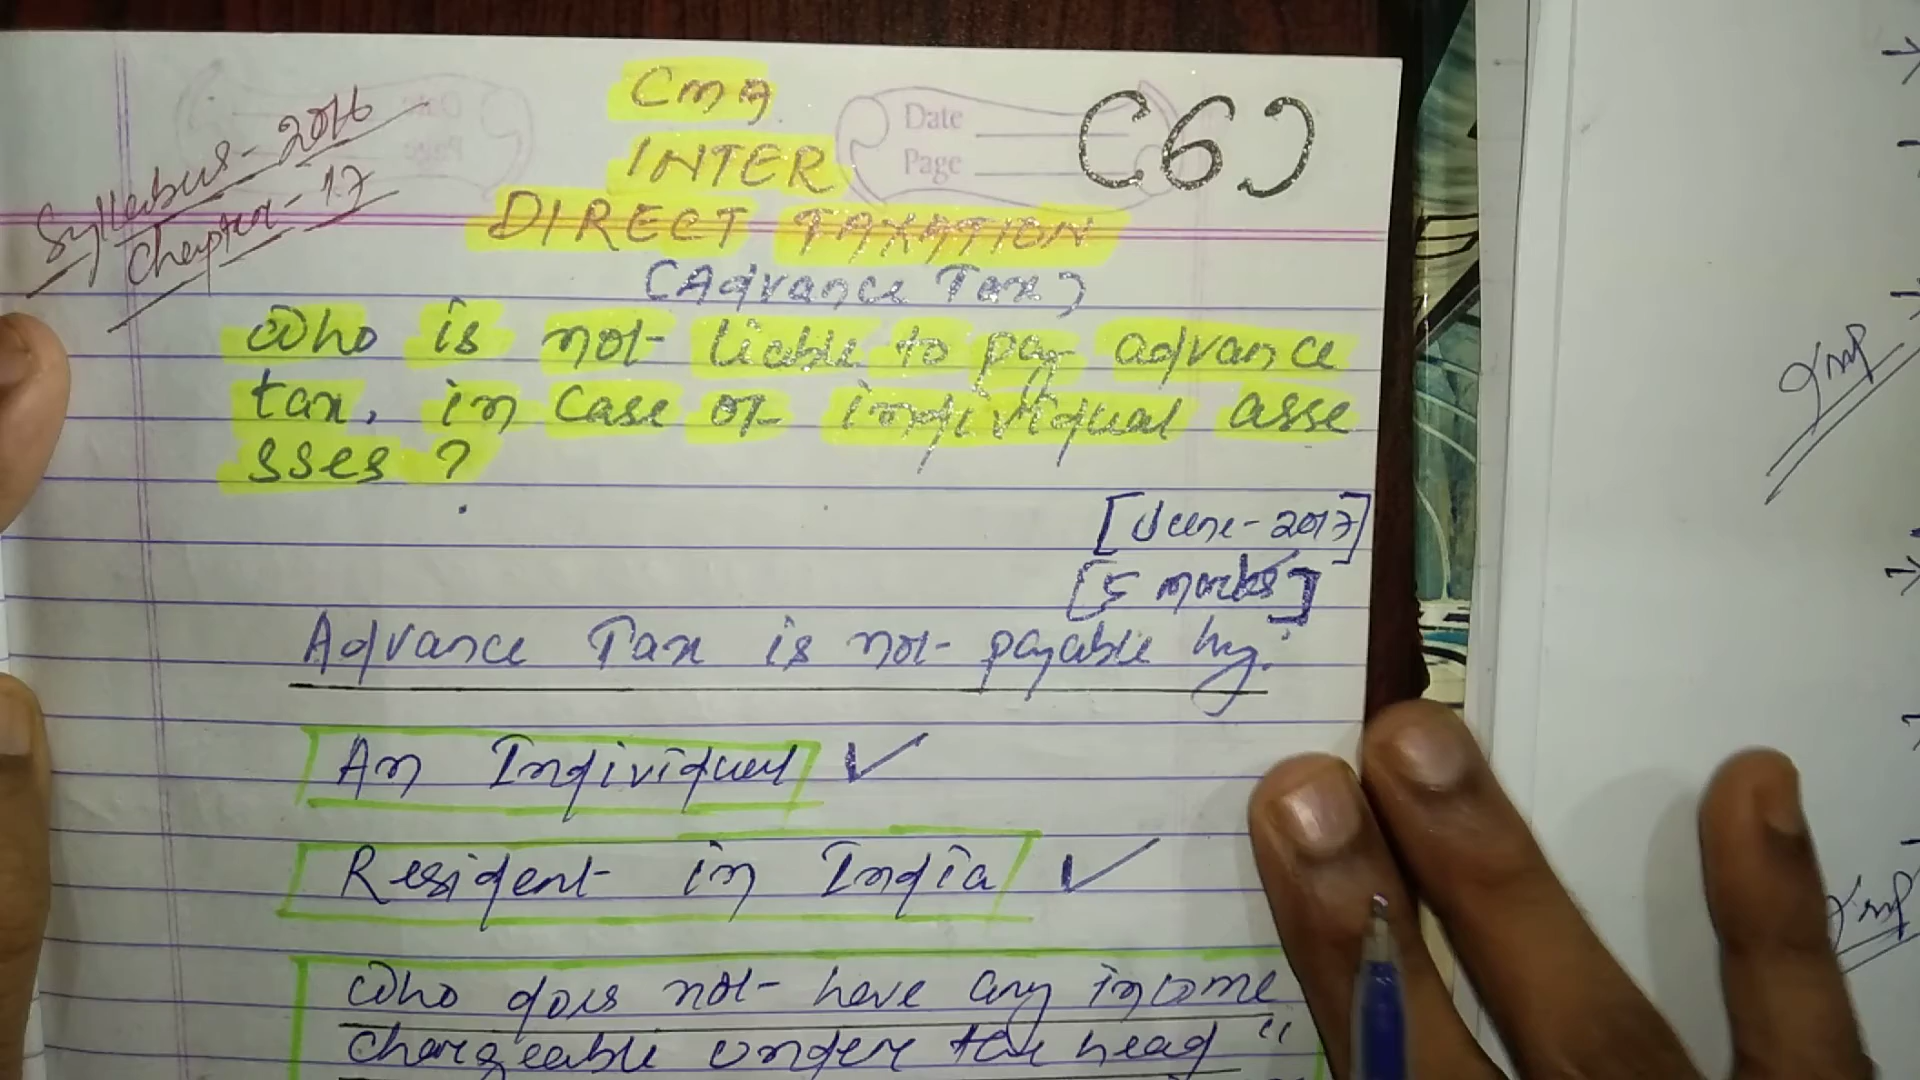 Syllabus - 2016
Chapter - 17
CMA
INTER
Date
Page
(6)
DIRECT TAXATION
(Advance Tax)
Who is not liable to pay advance
tax, in case of individual asse
sses ?
[June - 2017]
[5 marks]
Advance Tax is not payable by:
An Individual ✓
Resident in India ✓
Who does not have any income
chargeable under the head "
Imp
Imp